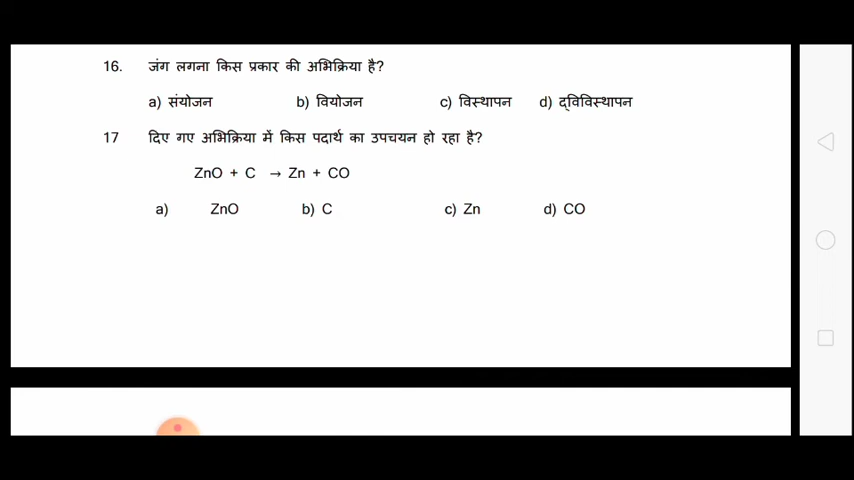 16. जंग लगना किस प्रकार की अभिक्रिया है?
a) संयोजन b) वियोजन c) विस्थापन d) द्विविस्थापन
17 दिए गए अभिक्रिया में किस पदार्थ का उपचयन हो रहा है?
ZnO + C → Zn + CO
a) ZnO b) C c) Zn d) CO